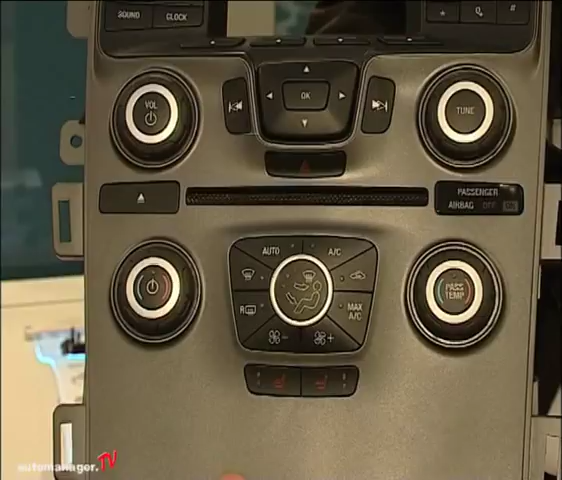 SOUND CLOCK
VOL
OK
TUNE
PASSENGER
AIRBAG OFF ON
AUTO A/C
R
MAX
A/C
- +
PASS
TEMP
automanager.TV